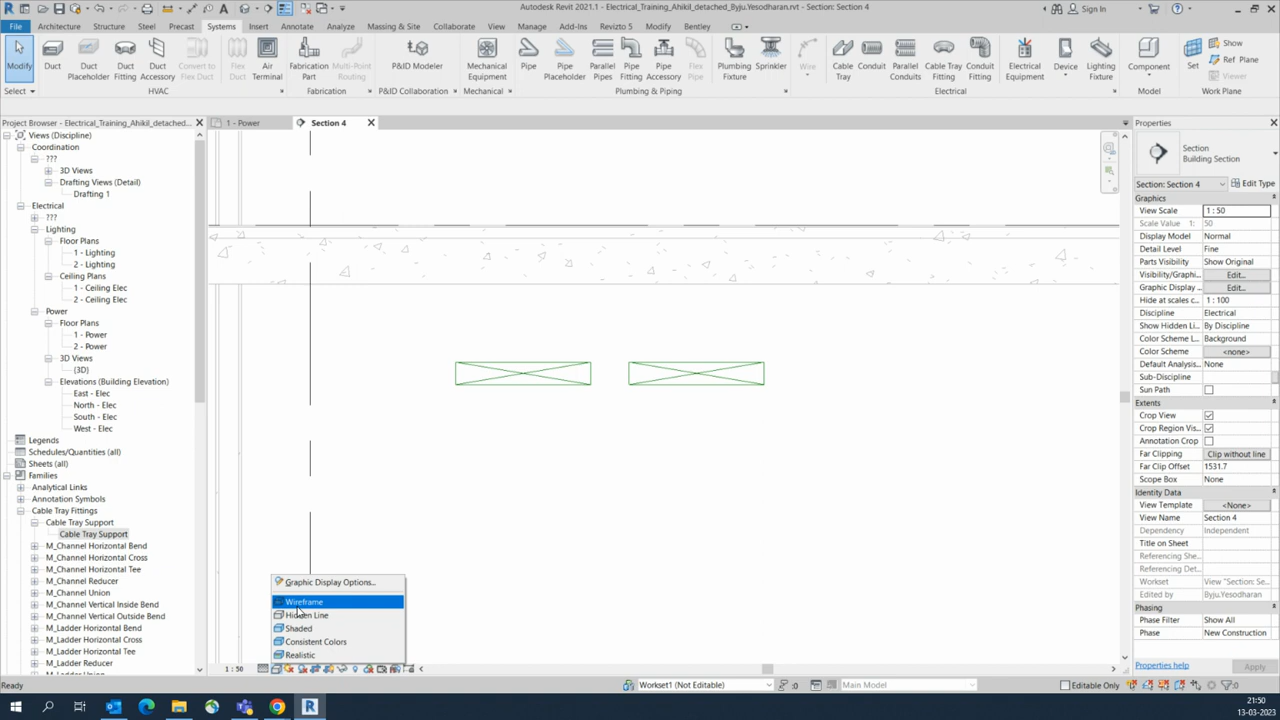 Autodesk Revit 2021.1 - Electrical_Training_Ahikil_detached_Byju.Yesodharan.rvt - Section: Section 4
Sign In
File Architecture Structure Steel Precast Systems Insert Annotate Analyze Massing & Site Collaborate View Manage Add-Ins Revizto 5 Modify Bentley
Modify
Duct
Duct Placeholder
Duct Fitting
Duct Accessory
Convert to Flex Duct
Flex Duct
Air Terminal
Fabrication Part
Multi-Point Routing
P&ID Modeler
Mechanical Equipment
Pipe
Pipe Placeholder
Parallel Pipes
Pipe Fitting
Pipe Accessory
Flex Pipe
Plumbing Fixture
Sprinkler
Wire
Cable Tray
Conduit
Parallel Conduits
Cable Tray Fitting
Conduit Fitting
Electrical Equipment
Device
Lighting Fixture
Component
Set
Show
Ref Plane
Viewer
Select HVAC Fabrication P&ID Collaboration Mechanical Plumbing & Piping Electrical Model Work Plane
Project Browser - Electrical_Training_Ahikil_detached...
1 - Power
Section 4
Properties
Views (Discipline)
Coordination
???
3D Views
Drafting Views (Detail)
Drafting 1
Electrical
???
Lighting
Floor Plans
1 - Lighting
2 - Lighting
Ceiling Plans
1 - Ceiling Elec
2 - Ceiling Elec
Power
Floor Plans
1 - Power
2 - Power
3D Views
{3D}
Elevations (Building Elevation)
East - Elec
North - Elec
South - Elec
West - Elec
Legends
Schedules/Quantities (all)
Sheets (all)
Families
Analytical Links
Annotation Symbols
Cable Tray Fittings
Cable Tray Support
Cable Tray Support
M_Channel Horizontal Bend
M_Channel Horizontal Cross
M_Channel Horizontal Tee
M_Channel Reducer
M_Channel Union
M_Channel Vertical Inside Bend
M_Channel Vertical Outside Bend
M_Ladder Horizontal Bend
M_Ladder Horizontal Cross
M_Ladder Horizontal Tee
M_Ladder Reducer
M_Ladder Union
Graphic Display Options...
Wireframe
Hidden Line
Shaded
Consistent Colors
Realistic
1 : 50
Section
Building Section
Section: Section 4 Edit Type
Graphics
View Scale 1 : 50
Scale Value 1: 50
Display Model Normal
Detail Level Fine
Parts Visibility Show Original
Visibility/Graphi... Edit...
Graphic Display ... Edit...
Hide at scales c... 1 : 100
Discipline Electrical
Show Hidden Li... By Discipline
Color Scheme L... Background
Color Scheme <none>
Default Analysis... None
Sub-Discipline
Sun Path
Extents
Crop View
Crop Region Vis...
Annotation Crop
Far Clipping Clip without line
Far Clip Offset 1531.7
Scope Box None
Identity Data
View Template <None>
View Name Section 4
Dependency Independent
Title on Sheet
Referencing She...
Referencing Det...
Workset View "Section: Se...
Edited by Byju.Yesodharan
Phasing
Phase Filter Show All
Phase New Construction
Properties help Apply
Ready
Workset1 (Not Editable)
:0
Main Model
Editable Only
:0
21:50
13-03-2023